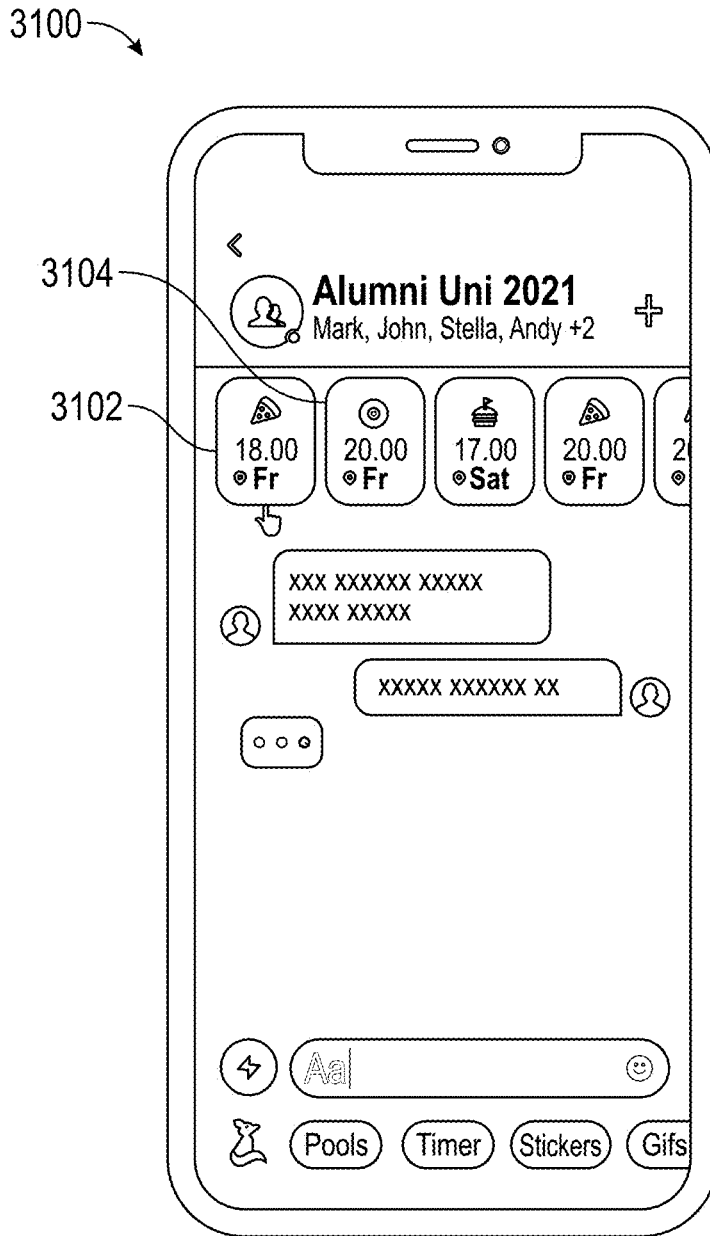 3100
3104
Alumni Uni 2021
Mark, John, Stella, Andy +2
3102
18.00 20.00 17.00 20.00 20
Fr Fr Sat Fr
XXX XXXXXX XXXXX
XXXX XXXXX
XXXXX XXXXXX XX
Aa
Pools Timer Stickers Gifs